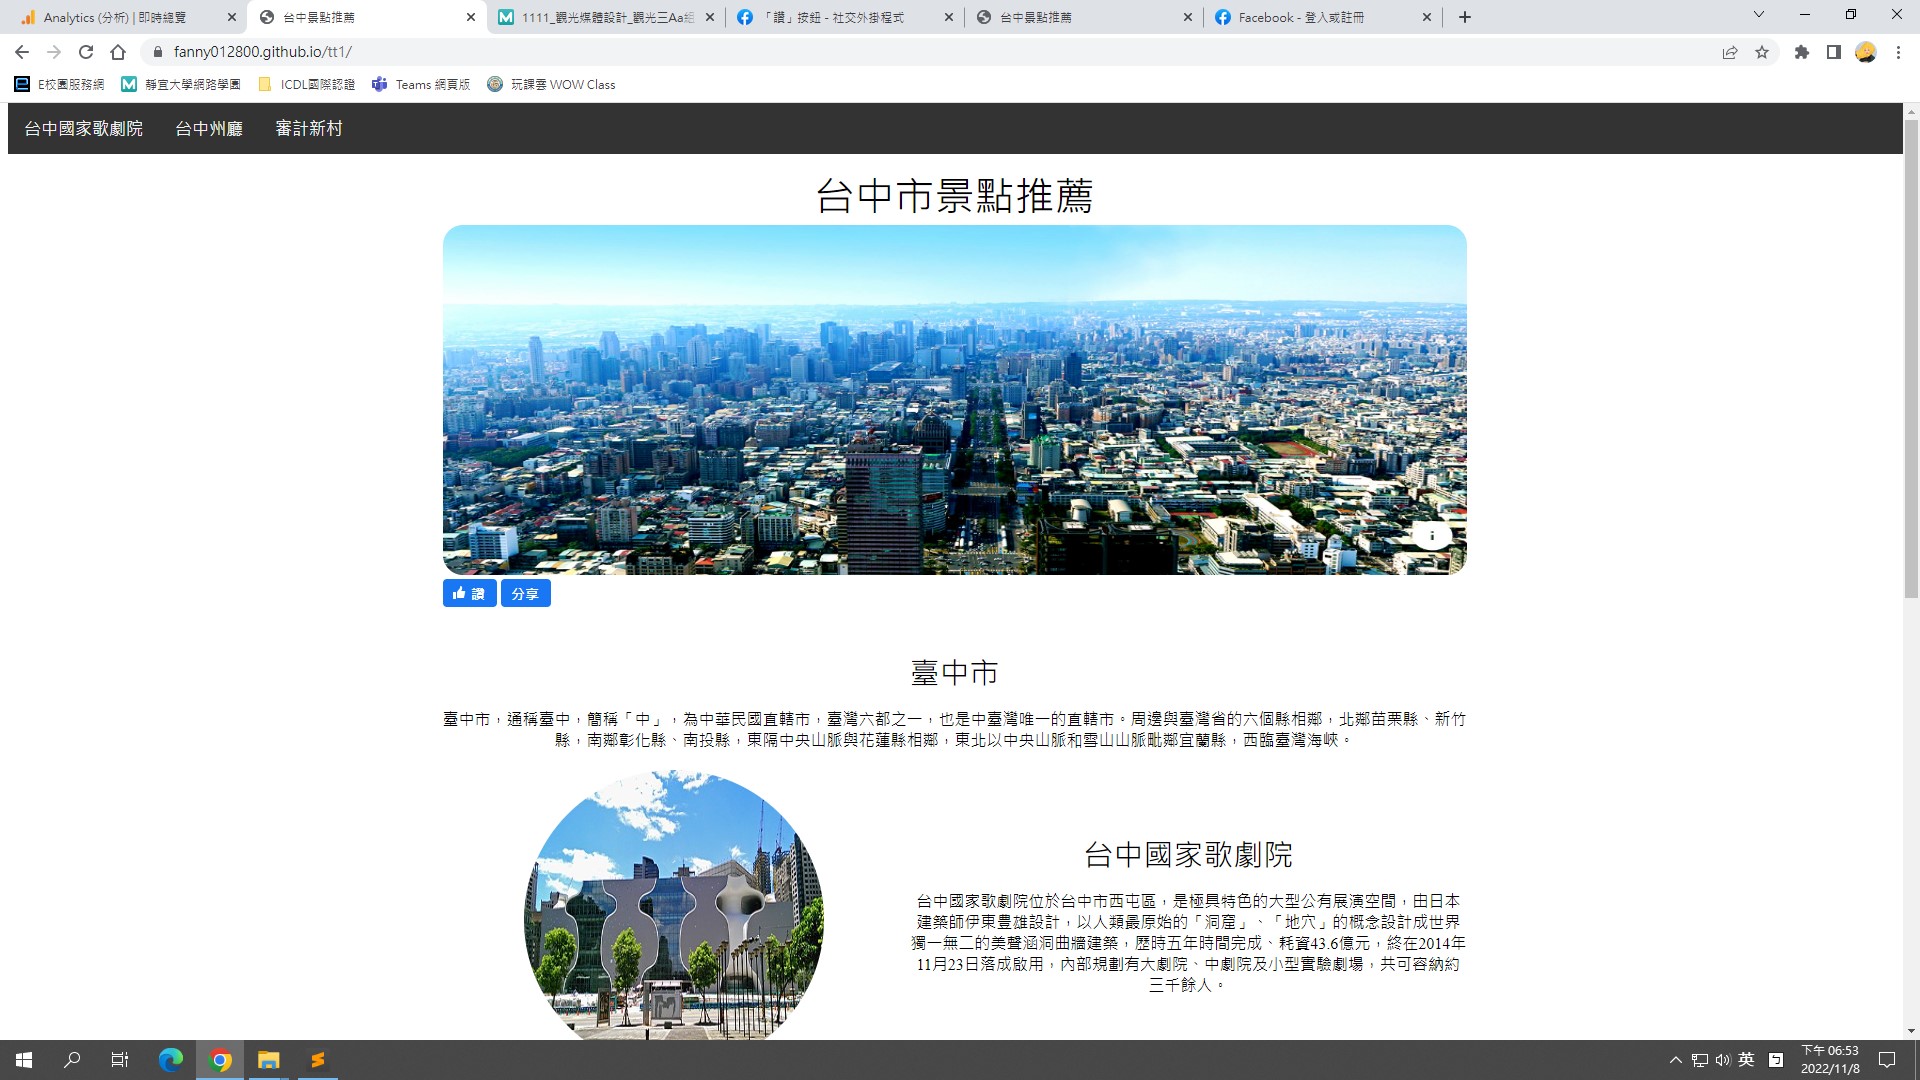 Analytics (分析) | 即時總覽
台中景點推薦
1111_觀光媒體設計_觀光三Aa組
「讚」按鈕 - 社交外掛程式
台中景點推薦
Facebook - 登入或註冊
fanny012800.github.io/tt1/
E校園服務網
靜宜大學網路學園
ICDL國際認證
Teams 網頁版
玩課雲 WOW Class
台中國家歌劇院
台中州廳
審計新村
台中市景點推薦
讚
分享
臺中市
臺中市，通稱臺中，簡稱「中」，為中華民國直轄市，臺灣六都之一，也是中臺灣唯一的直轄市。周邊與臺灣省的六個縣相鄰，北鄰苗栗縣、新竹
縣，南鄰彰化縣、南投縣，東隔中央山脈與花蓮縣相鄰，東北以中央山脈和雪山山脈毗鄰宜蘭縣，西臨臺灣海峽。
台中國家歌劇院
台中國家歌劇院位於台中市西屯區，是極具特色的大型公有展演空間，由日本
建築師伊東豊雄設計，以人類最原始的「洞窟」、「地穴」的概念設計成世界
獨一無二的美聲涵洞曲牆建築，歷時五年時間完成、耗資43.6億元，終在2014年
11月23日落成啟用，內部規劃有大劇院、中劇院及小型實驗劇場，共可容納約
三千餘人。
英
下午 06:53
2022/11/8